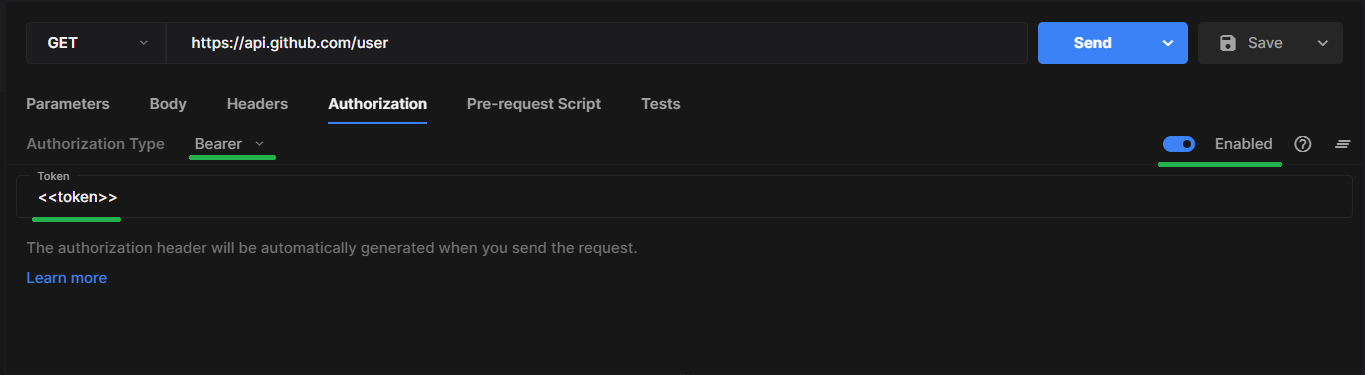 GET https://api.github.com/user Send Save
Parameters Body Headers Authorization Pre-request Script Tests
Authorization Type Bearer Enabled
Token
<<token>>
The authorization header will be automatically generated when you send the request.
Learn more